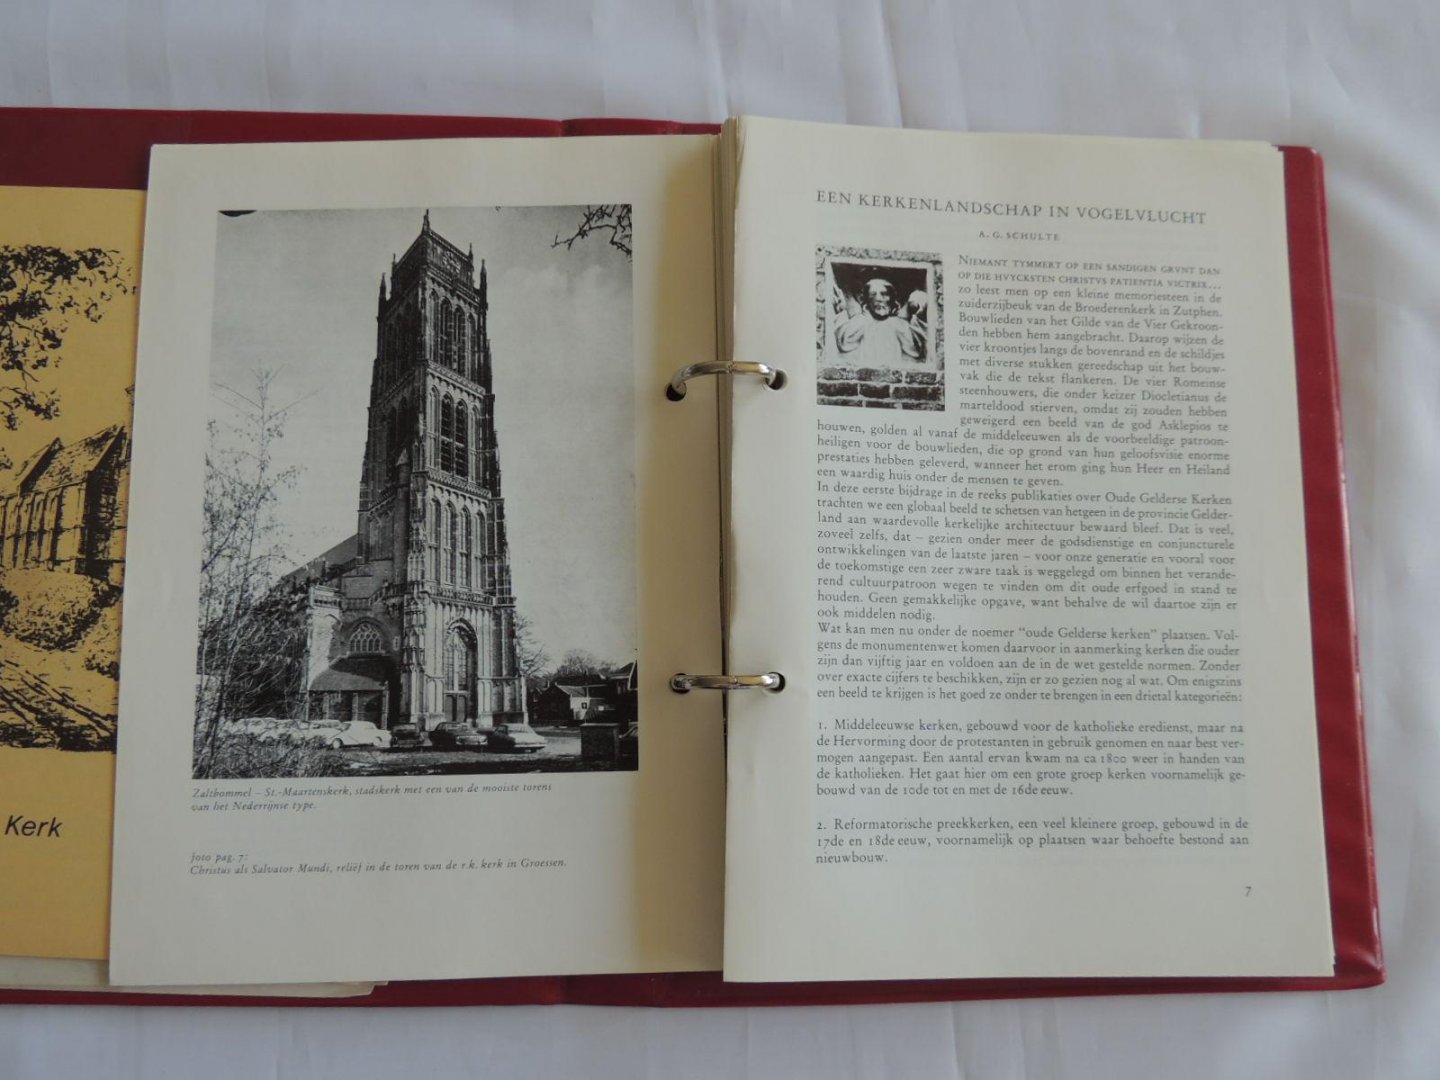 Kerk
Zaltbommel – St.-Maartenskerk, stadskerk met een van de mooiste torens
van het Nederrijnse type.
foto pag. 7:
Christus als Salvator Mundi, reliëf in de toren van de r.k. kerk in Groessen.
EEN KERKENLANDSCHAP IN VOGELVLUCHT
A. G. SCHULTE
NIEMANT TYMMERT OP EEN SANDIGEN GRVNT DAN
OP DIE HVYCKSTEN CHRISTVS PATIENTIA VICTRIX...
zo leest men op een kleine memoriesteen in de
zuiderzijbeuk van de Broederenkerk in Zutphen.
Bouwlieden van het Gilde van de Vier Gekroon-
den hebben hem aangebracht. Daarop wijzen de
vier kroontjes langs de bovenrand en de schildjes
met diverse stukken gereedschap uit het bouw-
vak die de tekst flankeren. De vier Romeinse
steenhouwers, die onder keizer Diocletianus de
marteldood stierven, omdat zij zouden hebben
geweigerd een beeld van de god Asklepios te
houwen, golden al vanaf de middeleeuwen als de voorbeeldige patroon-
heiligen voor de bouwlieden, die op grond van hun geloofsvisie enorme
prestaties hebben geleverd, wanneer het erom ging hun Heer en Heiland
een waardig huis onder de mensen te geven.
In deze eerste bijdrage in de reeks publikaties over Oude Gelderse Kerken
trachten we een globaal beeld te schetsen van hetgeen in de provincie Gelder-
land aan waardevolle kerkelijke architectuur bewaard bleef. Dat is veel,
zoveel zelfs, dat – gezien onder meer de godsdienstige en conjuncturele
ontwikkelingen van de laatste jaren – voor onze generatie en vooral voor
de toekomstige een zeer zware taak is weggelegd om binnen het verande-
rend cultuurpatroon wegen te vinden om dit oude erfgoed in stand te
houden. Geen gemakkelijke opgave, want behalve de wil daartoe zijn er
ook middelen nodig.
Wat kan men nu onder de noemer "oude Gelderse kerken" plaatsen. Vol-
gens de monumentenwet komen daarvoor in aanmerking kerken die ouder
zijn dan vijftig jaar en voldoen aan de in de wet gestelde normen. Zonder
over exacte cijfers te beschikken, zijn er zo gezien nog al wat. Om enigszins
een beeld te krijgen is het goed ze onder te brengen in een drietal kategorieën:
1. Middeleeuwse kerken, gebouwd voor de katholieke eredienst, maar na
de Hervorming door de protestanten in gebruik genomen en naar best ver-
mogen aangepast. Een aantal ervan kwam na ca 1800 weer in handen van
de katholieken. Het gaat hier om een grote groep kerken voornamelijk ge-
bouwd van de 10de tot en met de 16de eeuw.
2. Reformatorische preekkerken, een veel kleinere groep, gebouwd in de
17de en 18de eeuw, voornamelijk op plaatsen waar behoefte bestond aan
nieuwbouw.
7